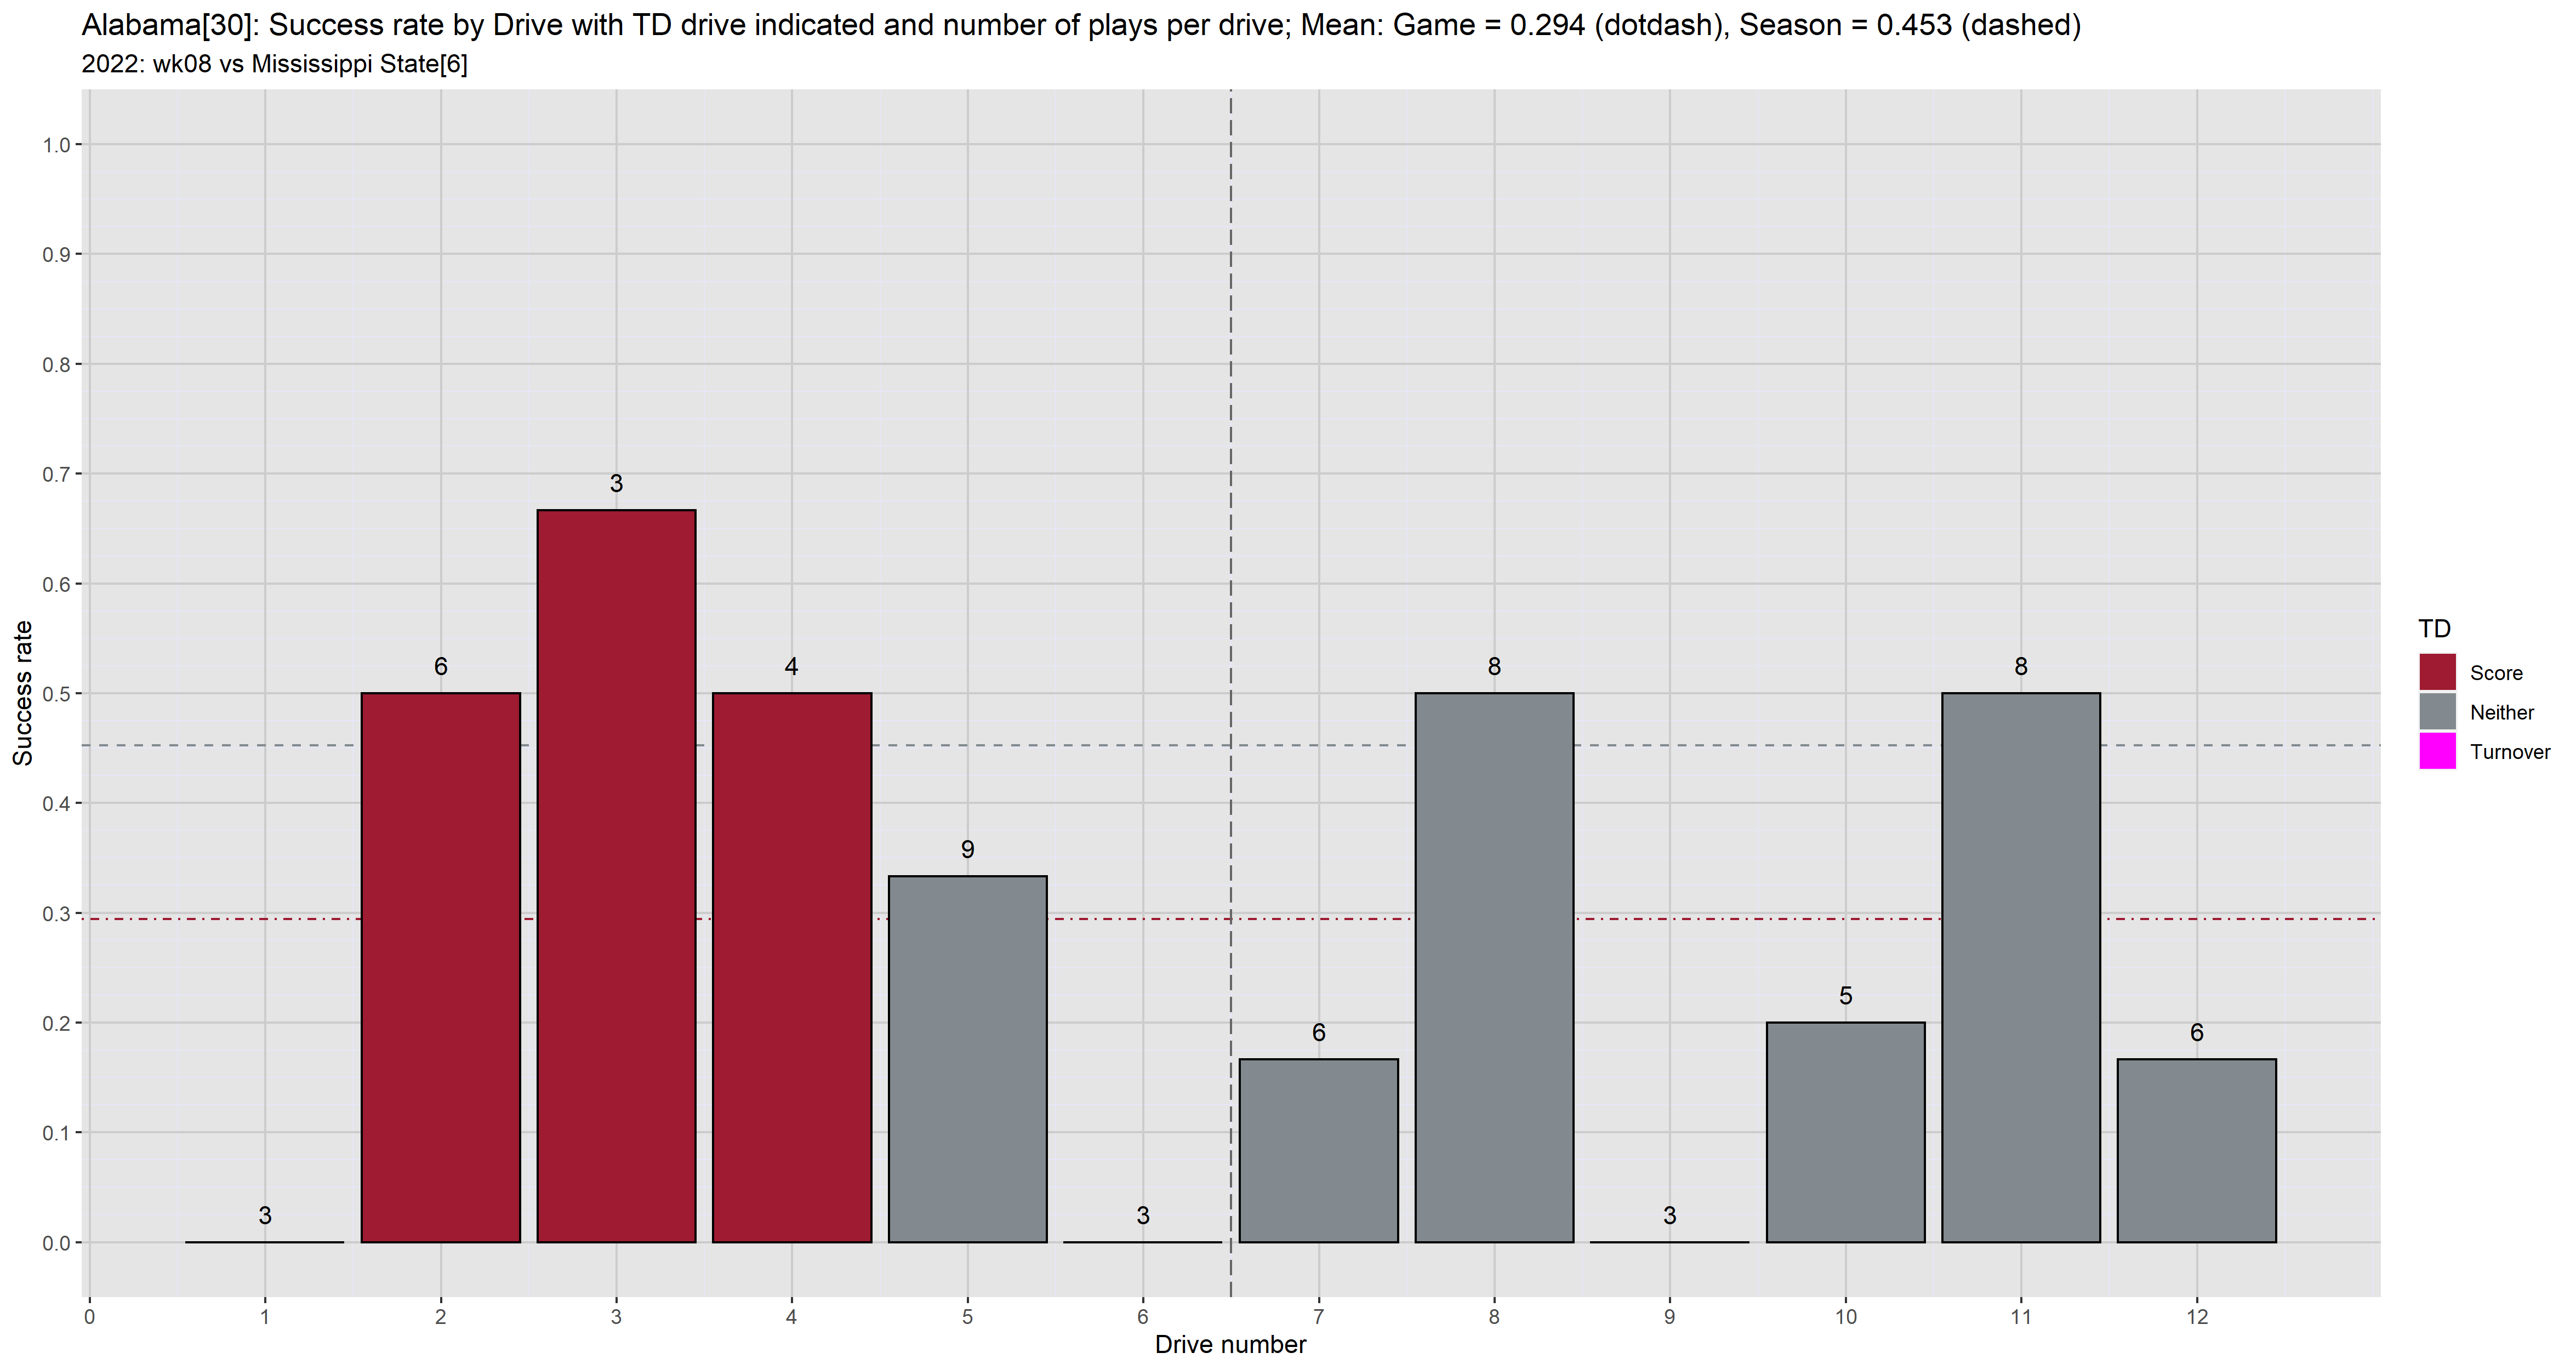 Alabama[30]: Success rate by Drive with TD drive indicated and number of plays per drive; Mean: Game = 0.294 (dotdash), Season = 0.453 (dashed)
2022: wk08 vs Mississippi State[6]
Success rate
1.0
0.9
0.8
0.7
0.6
0.5
0.4
0.3
0.2
0.1
0.0
3
6
3
4
9
3
6
8
3
5
8
6
0 1 2 3 4 5 6 7 8 9 10 11 12
Drive number
TD
Score
Neither
Turnover